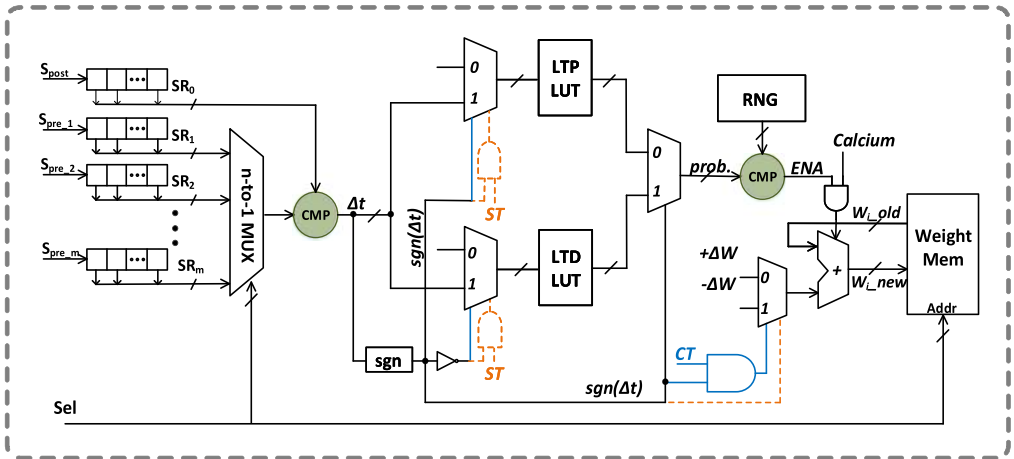 S_post
SR_0
S_pre_1
SR_1
S_pre_2
SR_2
S_pre_m
SR_m
n-to-1 MUX
CMP
Δt
sgn(Δt)
0
1
ST
LTP
LUT
0
1
ST
LTD
LUT
sgn
0
1
prob.
RNG
CMP
ENA
Calcium
W_i_old
W_i_new
Weight
Mem
Addr
+ΔW
-ΔW
0
1
+
CT
sgn(Δt)
Sel